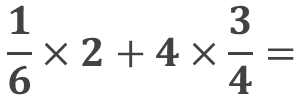 1/6 × 2 + 4 × 3/4 =